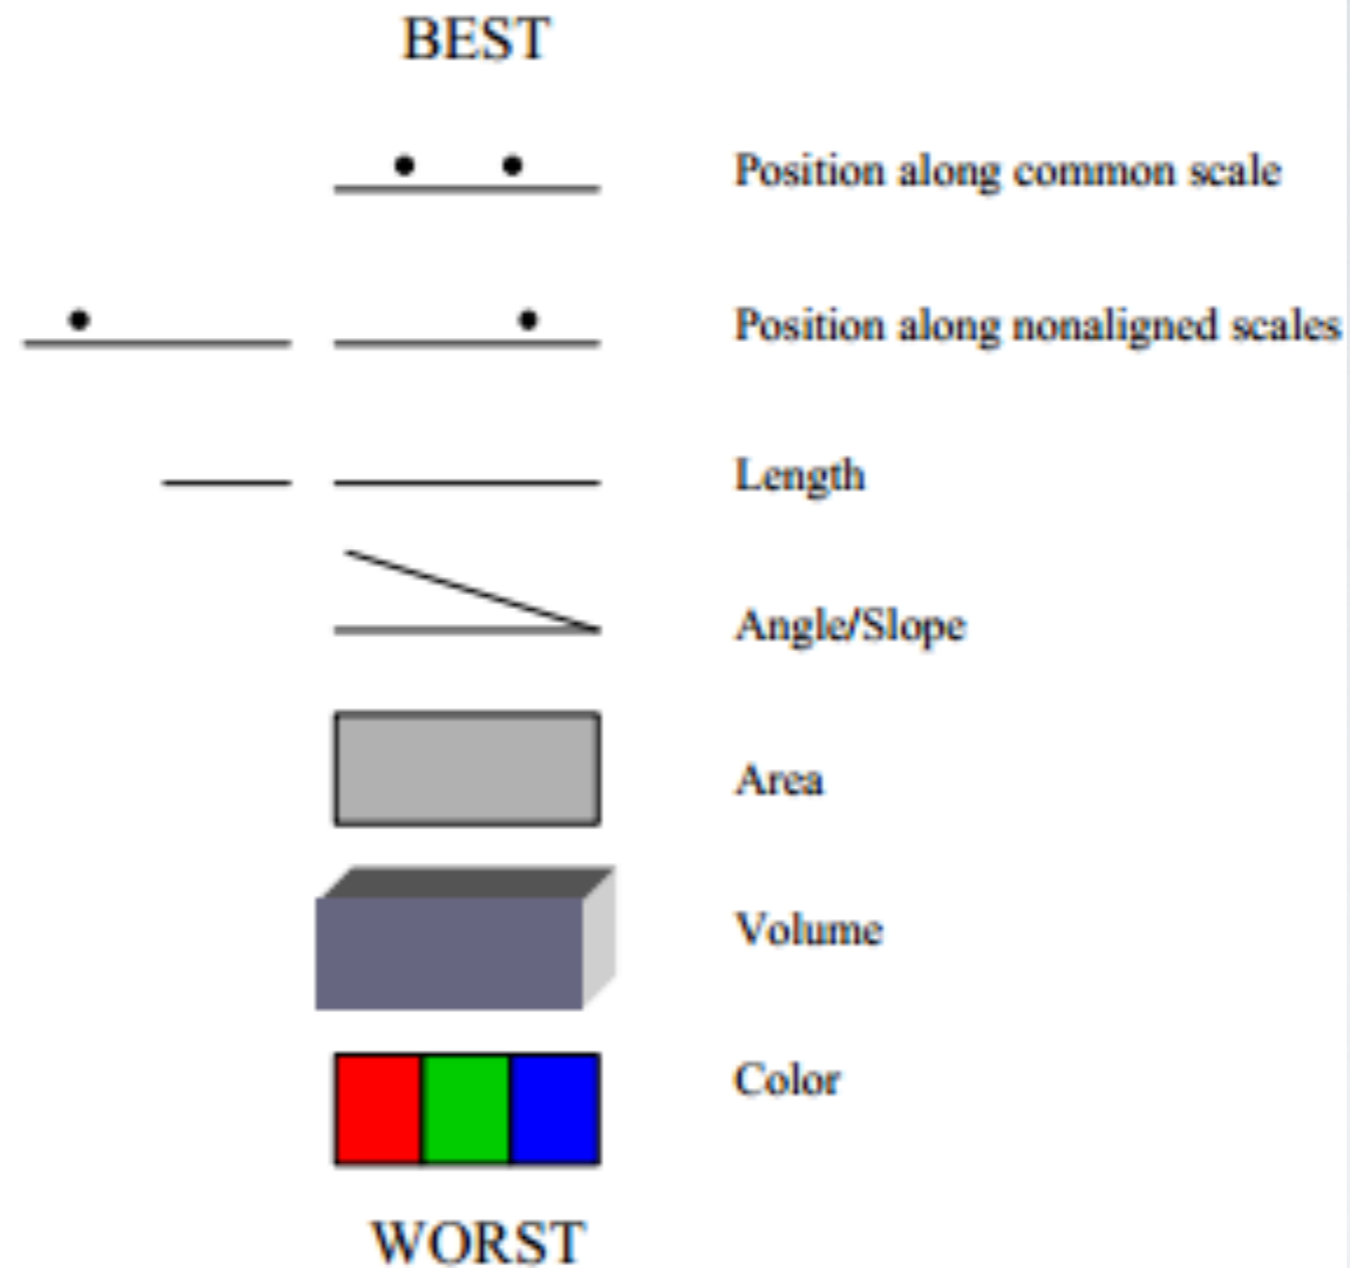 BEST
Position along common scale
Position along nonaligned scales
Length
Angle/Slope
Area
Volume
Color
WORST